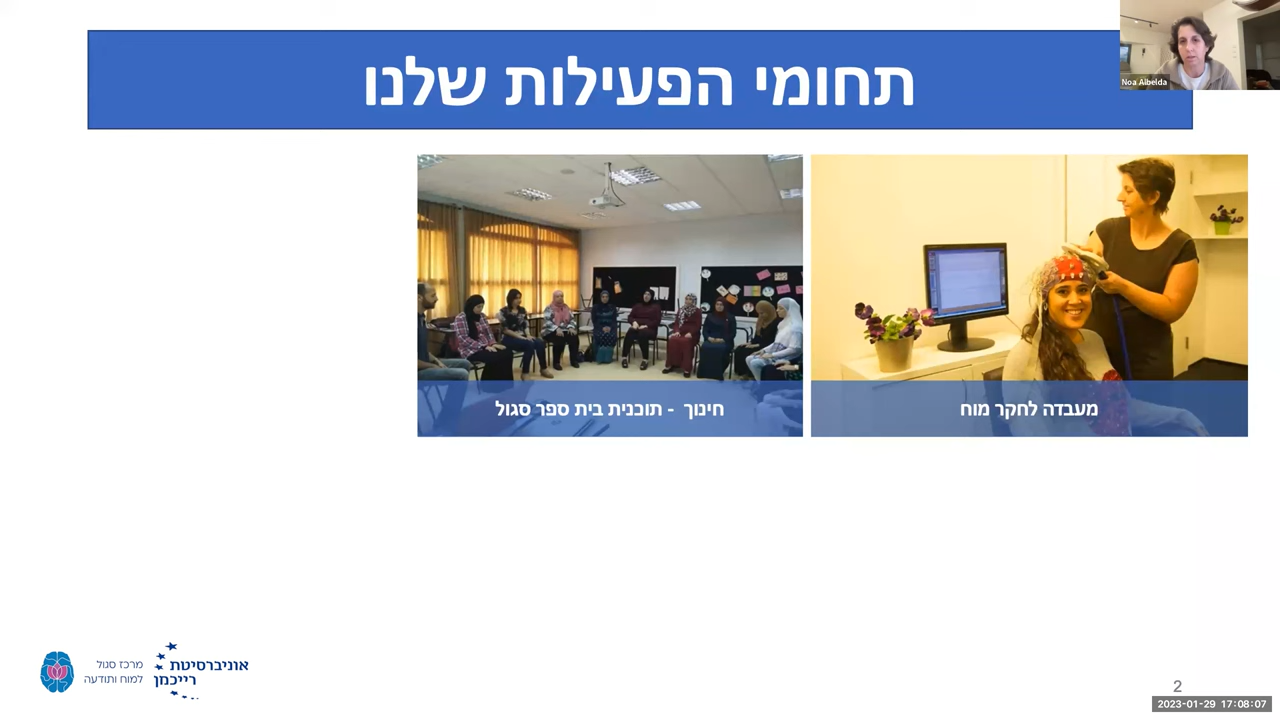 תחומי הפעילות שלנו
Noa Albelda
מעבדה לחקר מוח
חינוך - תוכנית בית ספר סגול
אוניברסיטת
רייכמן
מרכז סגול
למוח ותודעה
2
2023-01-29 17:08:07